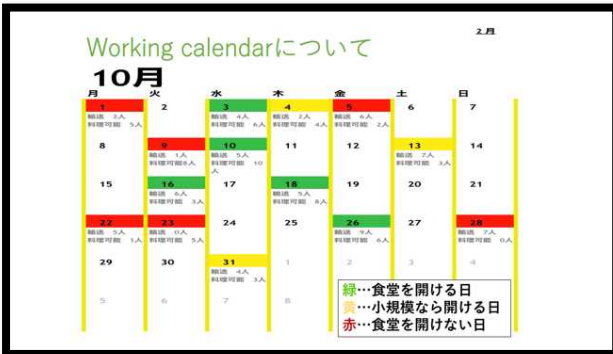 2月
Working calendarについて
10月
月 火 水 木 金 土 日
1 2 3 4 5 6 7
輸送 2人 輸送 4人 輸送 2人 輸送 6人
料理可能 5人 料理可能 6人 料理可能 4人 料理可能 2人
8 9 10 11 12 13 14
輸送 1人 輸送 5人 輸送 7人
料理可能8人 料理可能 10人 料理可能 3人
15 16 17 18 19 20 21
輸送 6人 輸送 5人
料理可能 3人 料理可能 8人
22 23 24 25 26 27 28
輸送 5人 輸送 0人 輸送 9人 輸送 7人
料理可能 1人 料理可能 5人 料理可能 6人 料理可能 0人
29 30 31 1 2 3 4
輸送 4人
料理可能 3人
5 6 7 8
緑…食堂を開ける日
黄…小規模なら開ける日
赤…食堂を開けない日